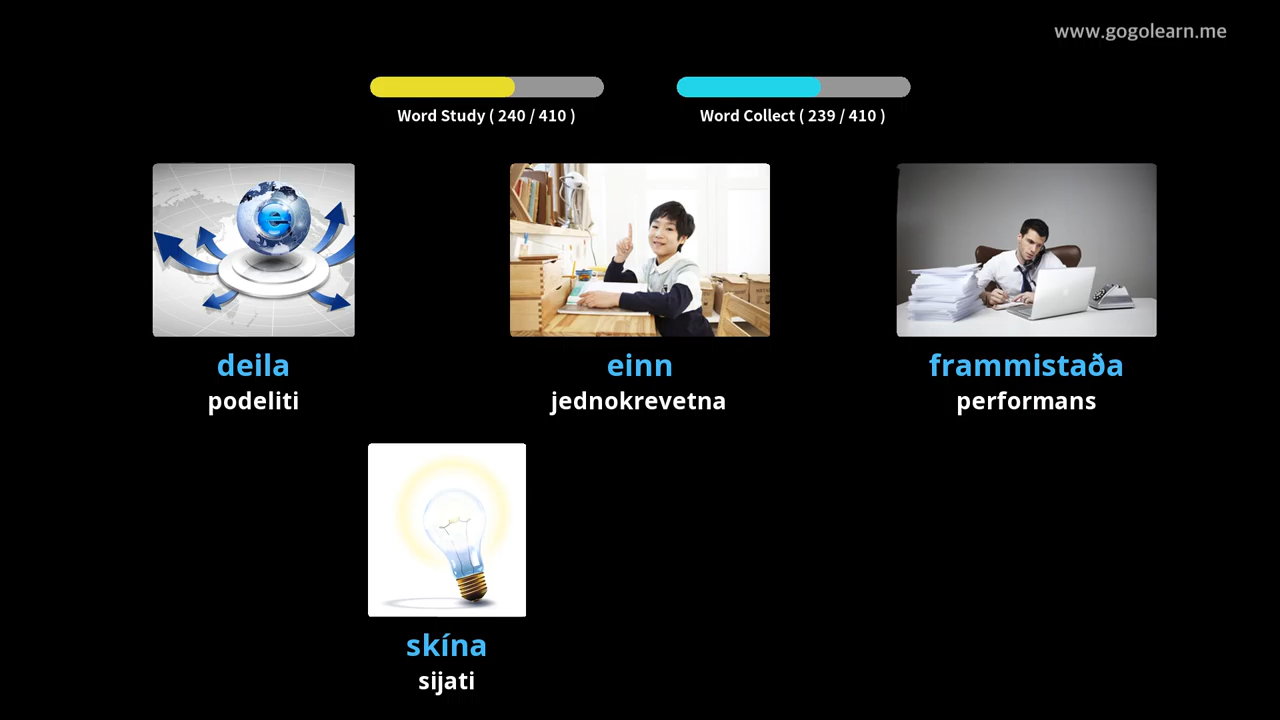 www.gogolearn.me
Word Study ( 240 / 410 )
Word Collect ( 239 / 410 )
e
deila
podeliti
einn
jednokrevetna
frammistaða
performans
skína
sijati